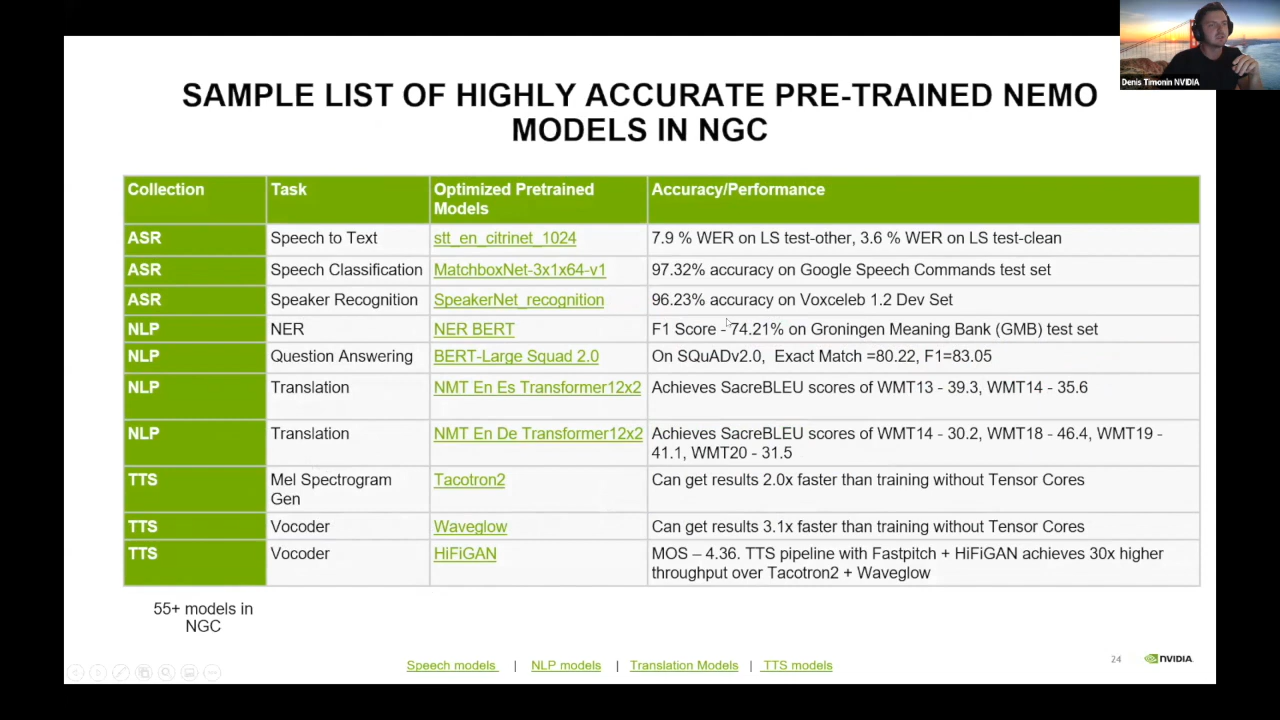 Denis Timonin NVIDIA
SAMPLE LIST OF HIGHLY ACCURATE PRE-TRAINED NEMO
MODELS IN NGC
Collection Task Optimized Pretrained Accuracy/Performance
Models
ASR Speech to Text stt_en_citrinet_1024 7.9 % WER on LS test-other, 3.6 % WER on LS test-clean
ASR Speech Classification MatchboxNet-3x1x64-v1 97.32% accuracy on Google Speech Commands test set
ASR Speaker Recognition SpeakerNet_recognition 96.23% accuracy on Voxceleb 1.2 Dev Set
NLP NER NER BERT F1 Score - 74.21% on Groningen Meaning Bank (GMB) test set
NLP Question Answering BERT-Large Squad 2.0 On SQuADv2.0, Exact Match =80.22, F1=83.05
NLP Translation NMT En Es Transformer12x2 Achieves SacreBLEU scores of WMT13 - 39.3, WMT14 - 35.6
NLP Translation NMT En De Transformer12x2 Achieves SacreBLEU scores of WMT14 - 30.2, WMT18 - 46.4, WMT19 -
41.1, WMT20 - 31.5
TTS Mel Spectrogram Tacotron2 Can get results 2.0x faster than training without Tensor Cores
Gen
TTS Vocoder Waveglow Can get results 3.1x faster than training without Tensor Cores
TTS Vocoder HiFiGAN MOS – 4.36. TTS pipeline with Fastpitch + HiFiGAN achieves 30x higher
throughput over Tacotron2 + Waveglow
55+ models in
NGC
Speech models | NLP models | Translation Models | TTS models
24 NVIDIA